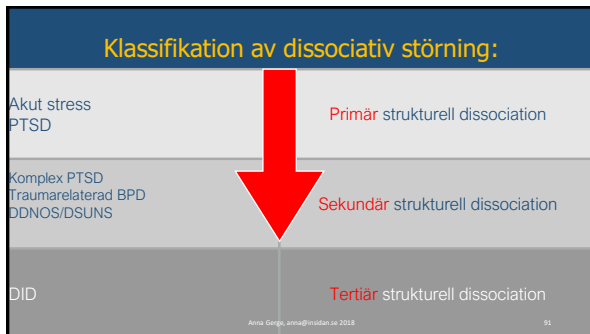 Klassifikation av dissociativ störning:
Akut stress
PTSD
Primär strukturell dissociation
Komplex PTSD
Traumarelaterad BPD
DDNOS/DSUNS
Sekundär strukturell dissociation
DID
Tertiär strukturell dissociation
Anna Gerge, anna@insidan.se 2018
91